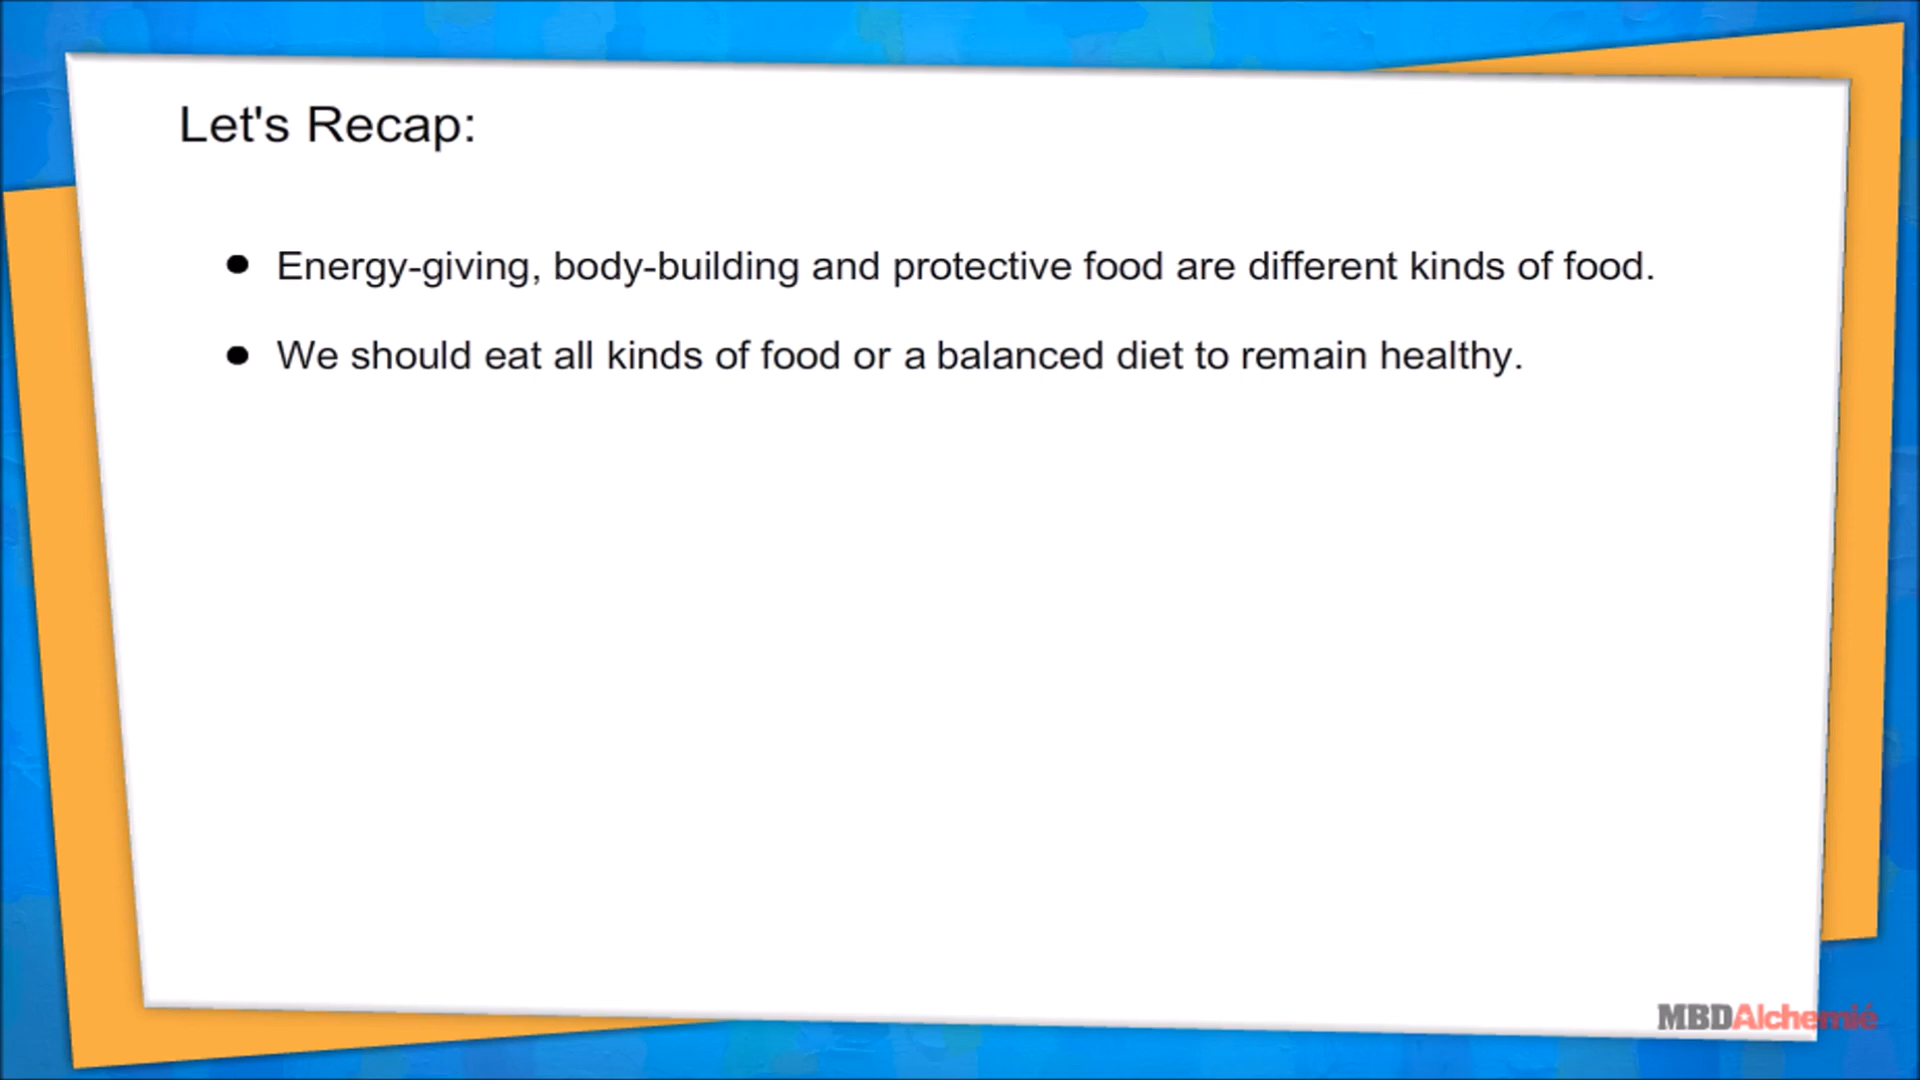 Let's Recap:
● Energy-giving, body-building and protective food are different kinds of food.
● We should eat all kinds of food or a balanced diet to remain healthy.
MBDAlchemié